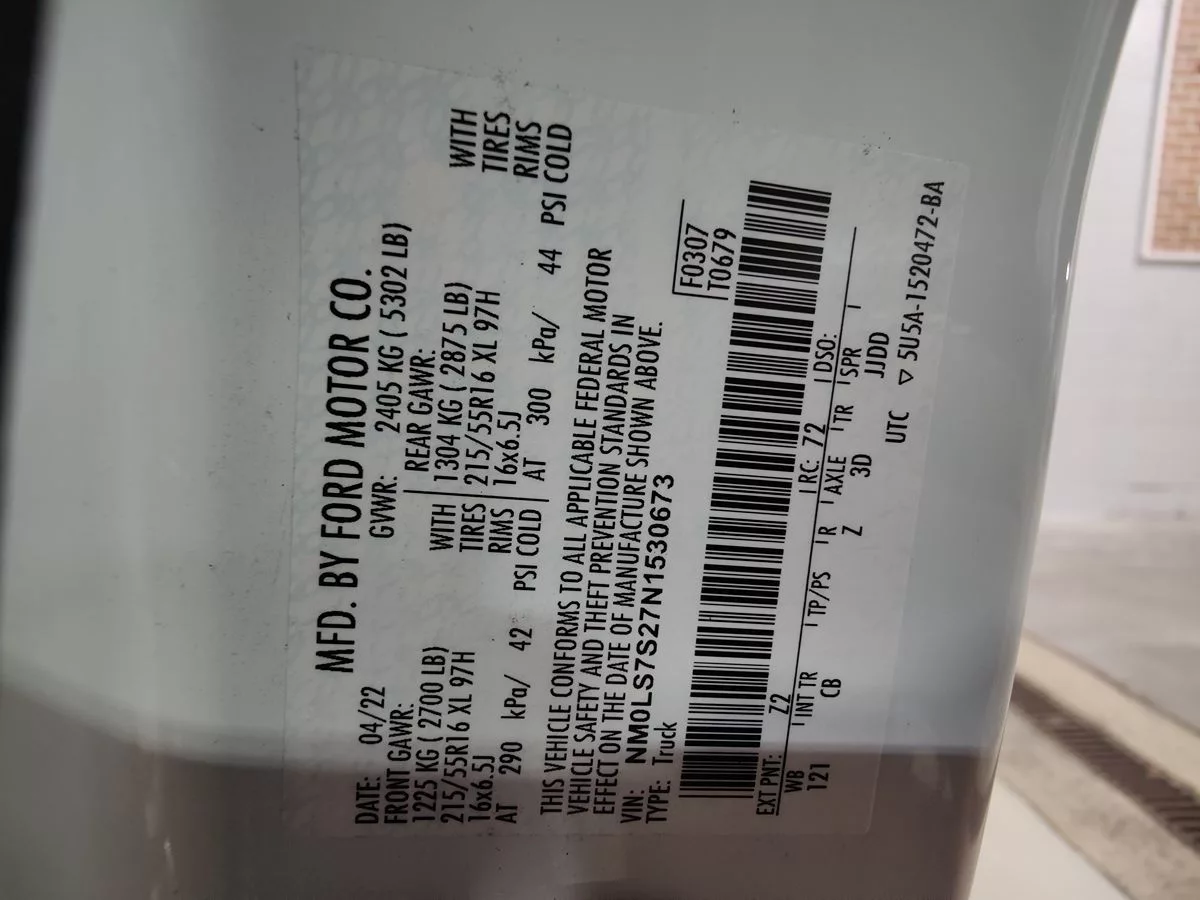 MFD. BY FORD MOTOR CO.
DATE: 04/22 GVWR: 2405 KG ( 5302 LB)
FRONT GAWR: REAR GAWR:
1225 KG ( 2700 LB) WITH 1304 KG ( 2875 LB) WITH
215/55R16 XL 97H TIRES 215/55R16 XL 97H TIRES
16x6.5J RIMS 16x6.5J RIMS
AT 290 kPa/ 42 PSI COLD AT 300 kPa/ 44 PSI COLD
THIS VEHICLE CONFORMS TO ALL APPLICABLE FEDERAL MOTOR
VEHICLE SAFETY AND THEFT PREVENTION STANDARDS IN
EFFECT ON THE DATE OF MANUFACTURE SHOWN ABOVE.
VIN: NM0LS7S27N1530673
TYPE: Truck
F0307
T0679
EXT PNT: Z2 RC: 72 DSO:
WB INT TR TP/PS R AXLE TR SPR
121 CB Z 3D JJDD
UTC ▽ 5U5A-1520472-BA